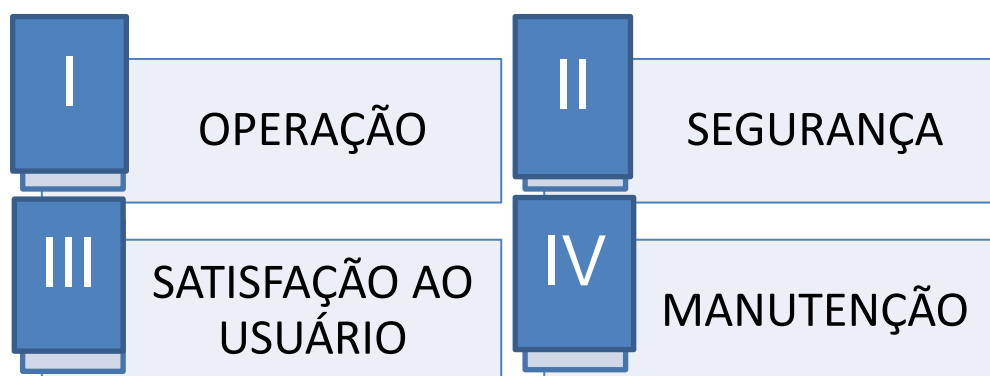 I
OPERAÇÃO
II
SEGURANÇA
III
SATISFAÇÃO AO
USUÁRIO
IV
MANUTENÇÃO